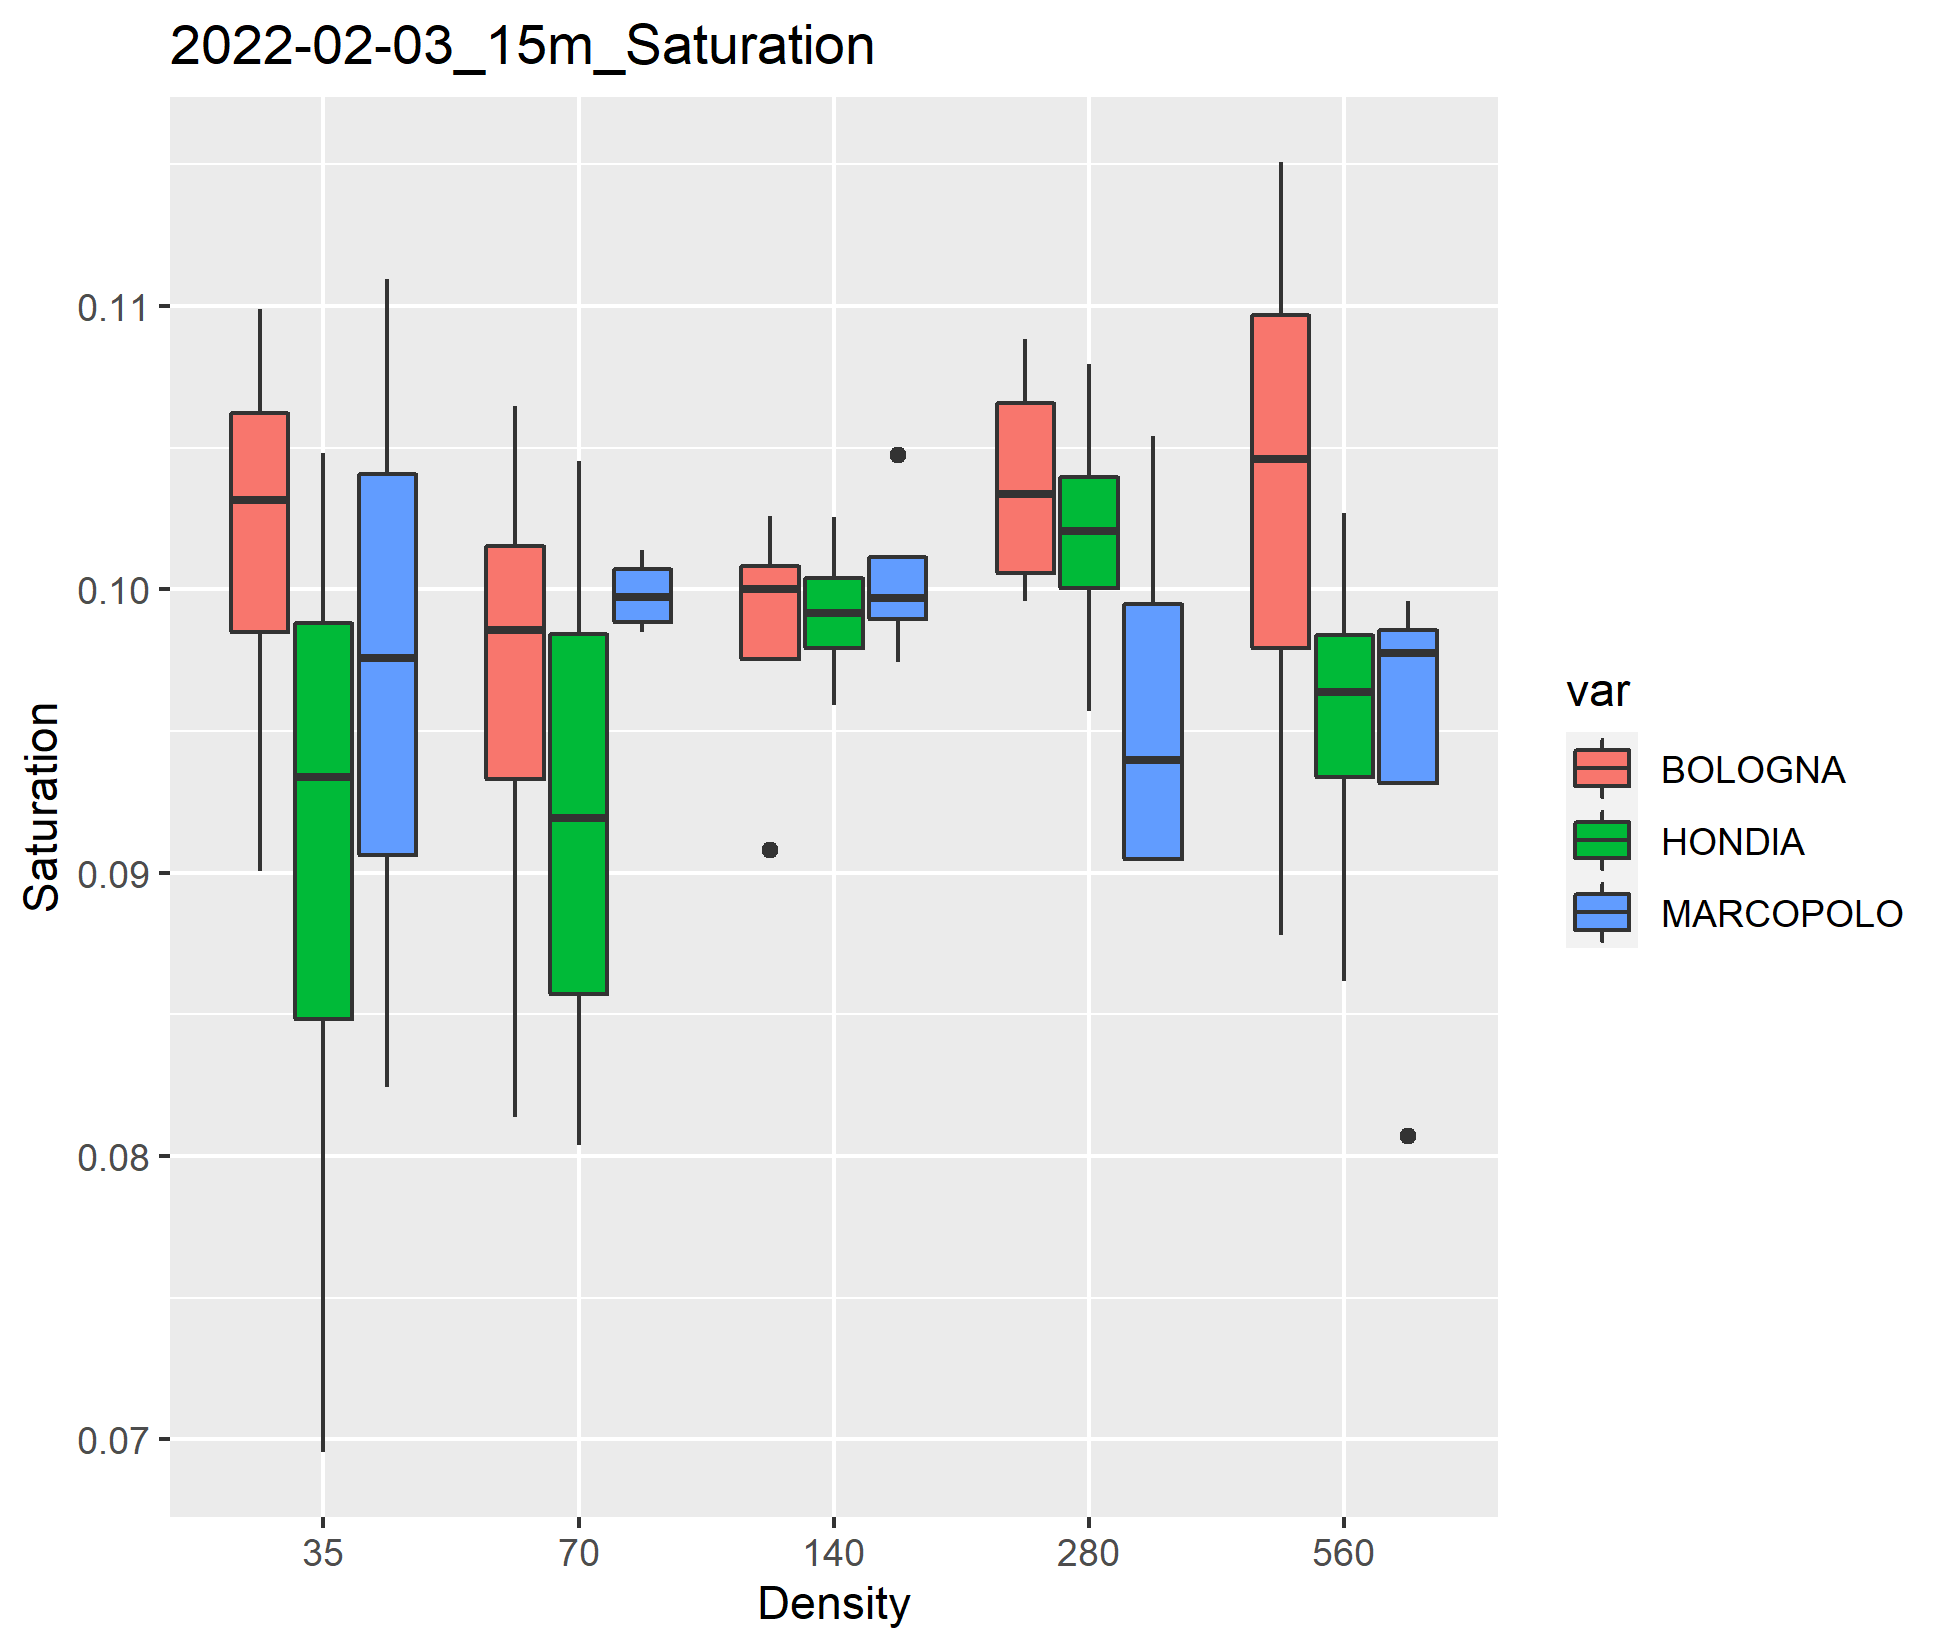 2022-02-03_15m_Saturation
Saturation
0.11
0.10
0.09
0.08
0.07
35 70 140 280 560
Density
var
BOLOGNA
HONDIA
MARCOPOLO